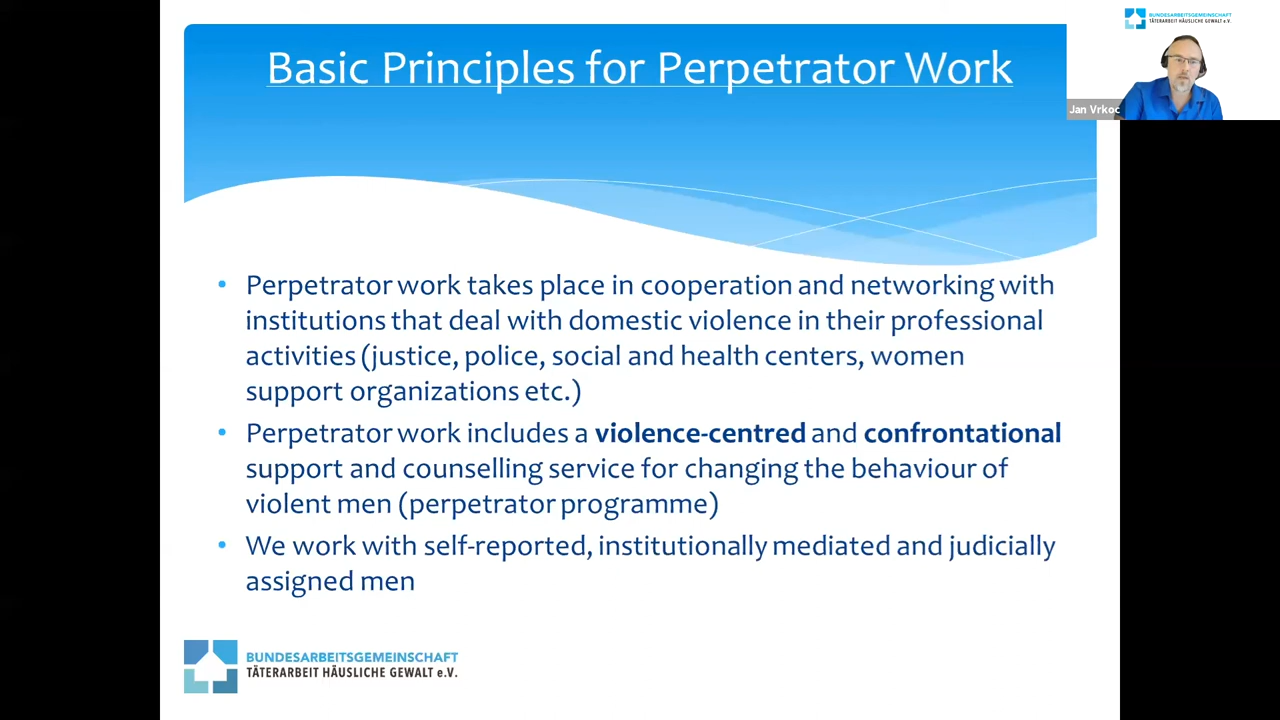 Basic Principles for Perpetrator Work
BUNDESARBEITSGEMEINSCHAFT
TÄTERARBEIT HÄUSLICHE GEWALT e.V.
Jan Vrkoc
• Perpetrator work takes place in cooperation and networking with
institutions that deal with domestic violence in their professional
activities (justice, police, social and health centers, women
support organizations etc.)
• Perpetrator work includes a violence-centred and confrontational
support and counselling service for changing the behaviour of
violent men (perpetrator programme)
• We work with self-reported, institutionally mediated and judicially
assigned men
BUNDESARBEITSGEMEINSCHAFT
TÄTERARBEIT HÄUSLICHE GEWALT e.V.